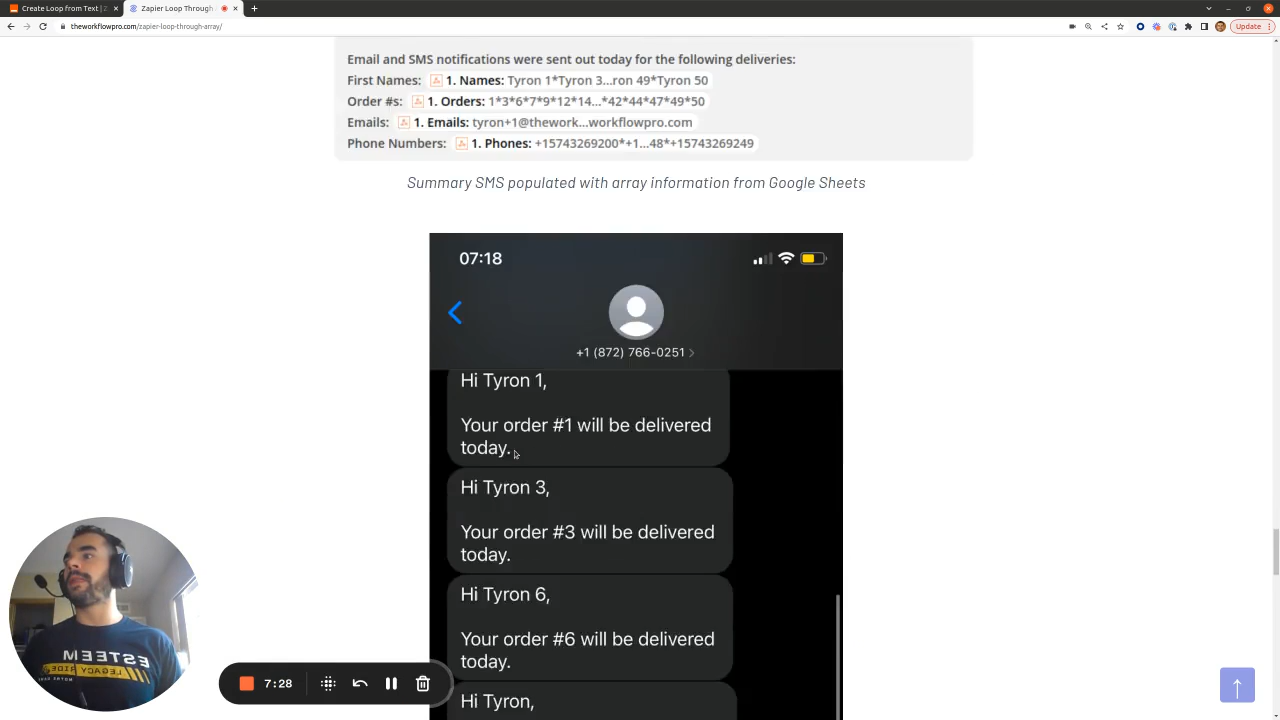 Create Loop from Text | Z
Zapier Loop Through
theworkflowpro.com/zapier-loop-through-array/
Update
Email and SMS notifications were sent out today for the following deliveries:
First Names: 1. Names: Tyron 1*Tyron 3...ron 49*Tyron 50
Order #s: 1. Orders: 1*3*6*7*9*12*14...*42*44*47*49*50
Emails: 1. Emails: tyron+1@thework...workflowpro.com
Phone Numbers: 1. Phones: +15743269200*+1...48*+15743269249
Summary SMS populated with array information from Google Sheets
07:18
+1 (872) 766-0251
Hi Tyron 1,
Your order #1 will be delivered
today.
Hi Tyron 3,
Your order #3 will be delivered
today.
Hi Tyron 6,
Your order #6 will be delivered
today.
Hi Tyron,
ESTEEM
LEGACY RIDE
7:28